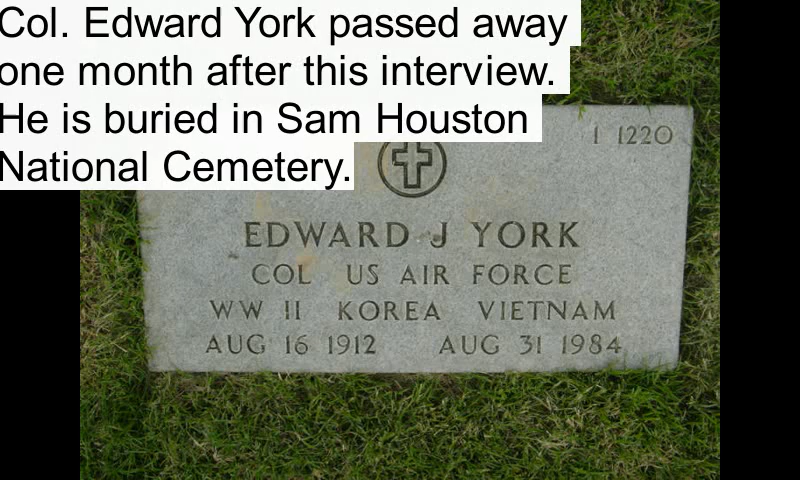 Col. Edward York passed away
one month after this interview.
He is buried in Sam Houston
National Cemetery.
I 1220
EDWARD J YORK
COL US AIR FORCE
WW II KOREA VIETNAM
AUG 16 1912 AUG 31 1984